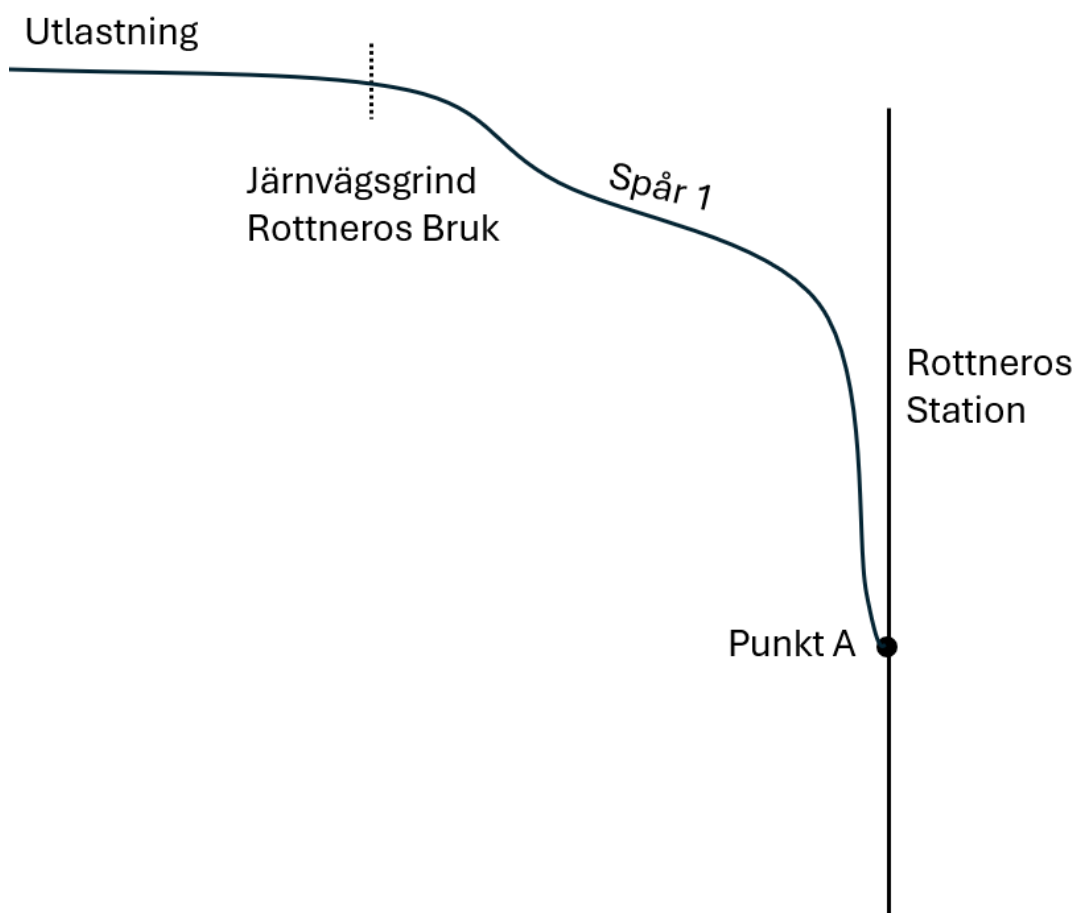 Utlastning
Järnvägsgrind
Rottneros Bruk
Spår 1
Rottneros
Station
Punkt A